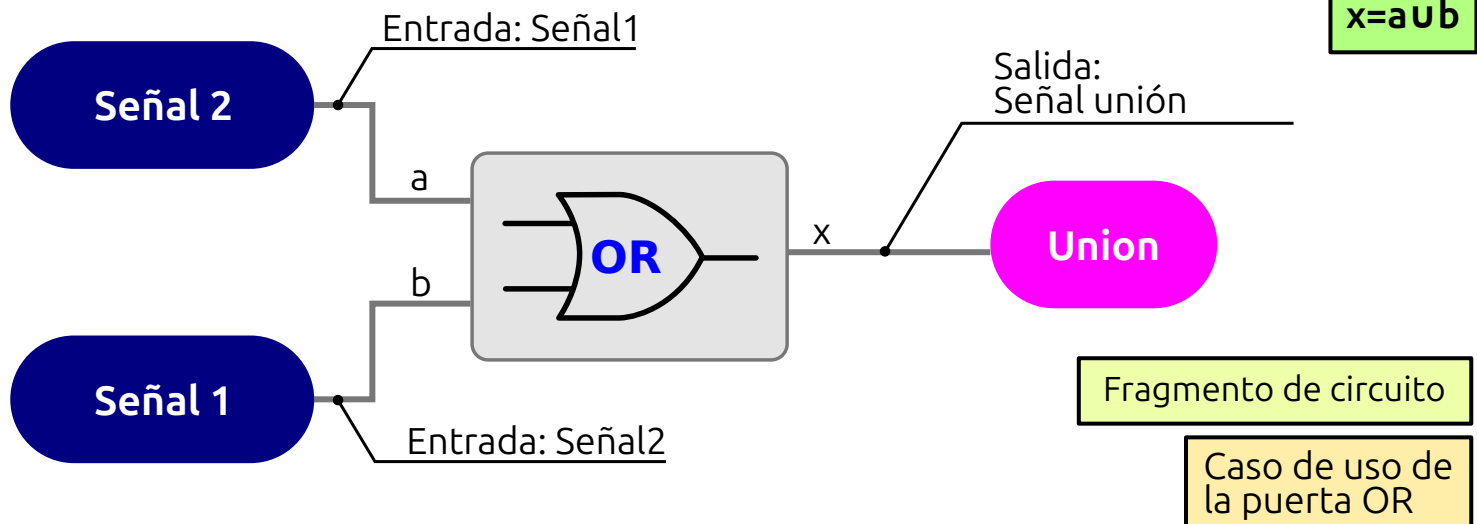 x=a∪b
Entrada: Señal1
Salida:
Señal unión
Señal 2
a
OR
x
Union
b
Señal 1
Entrada: Señal2
Fragmento de circuito
Caso de uso de
la puerta OR